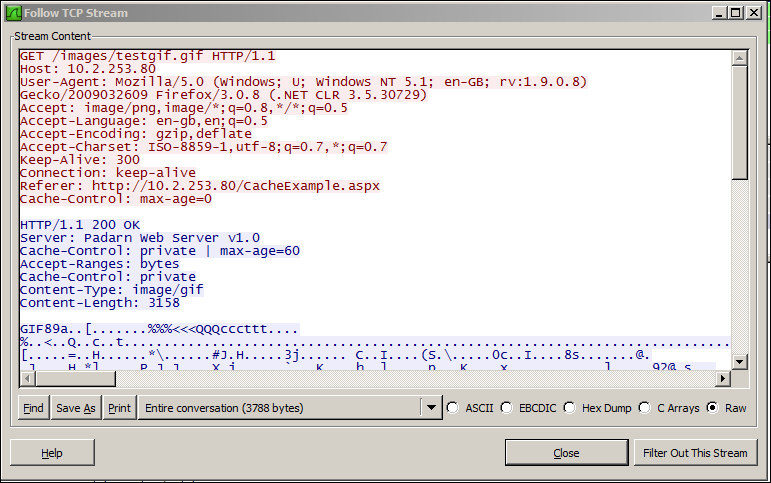 Follow TCP Stream
Stream Content
GET /images/testgif.gif HTTP/1.1
Host: 10.2.253.80
User-Agent: Mozilla/5.0 (Windows; U; Windows NT 5.1; en-GB; rv:1.9.0.8)
Gecko/2009032609 Firefox/3.0.8 (.NET CLR 3.5.30729)
Accept: image/png,image/*;q=0.8,*/*;q=0.5
Accept-Language: en-gb,en;q=0.5
Accept-Encoding: gzip,deflate
Accept-Charset: ISO-8859-1,utf-8;q=0.7,*;q=0.7
Keep-Alive: 300
Connection: keep-alive
Referer: http://10.2.253.80/CacheExample.aspx
Cache-Control: max-age=0
HTTP/1.1 200 OK
Server: Padarn Web Server v1.0
Cache-Control: private | max-age=60
Accept-Ranges: bytes
Cache-Control: private
Content-Type: image/gif
Content-Length: 3158
GIF89a..[.......%%%<<<QQQcccttt....
%..<..Q..c..t.
[.....=..H......*\......#J.H.....3j...... C..I....(S.\.....0c..I....8s.......@.
Find Save As Print Entire conversation (3788 bytes) ASCII EBCDIC Hex Dump C Arrays Raw
Help Close Filter Out This Stream